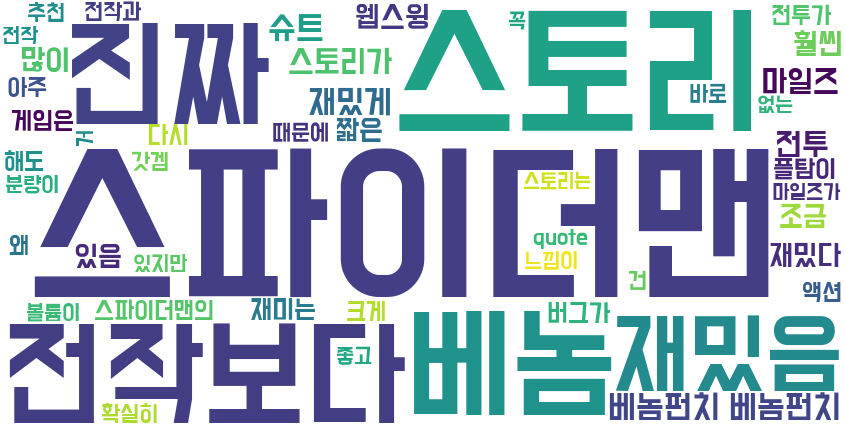 추천 전작과 진짜 슈트 웹스윙 스토리 꼭 전투가
전작 많이 스토리가 훨씬
아주 재밌게 바로 없는 마일즈
게임은 거 다시 때문에 짧은 전투
해도 갓겜 스파이더맨 스토리는 플탐이
분량이 마일즈가
왜 있음 있지만 quote 느낌이 조금
건 재밌다
볼륨이 스파이더맨의 재미는 크게 버그가 액션
전작보다 좋고 베놈 재밌음
확실히 베놈펀치 베놈펀치